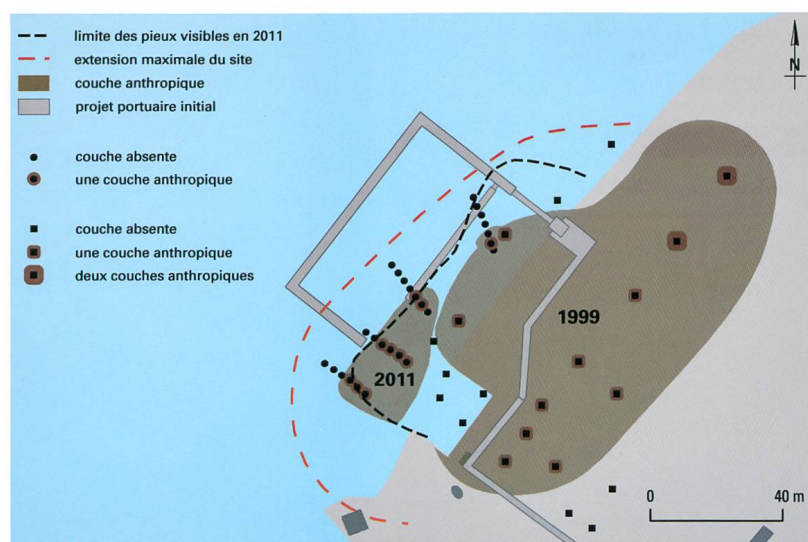 limite des pieux visibles en 2011
extension maximale du site
couche anthropique
projet portuaire initial
couche absente
une couche anthropique
couche absente
une couche anthropique
deux couches anthropiques
N
1999
2011
0 40 m